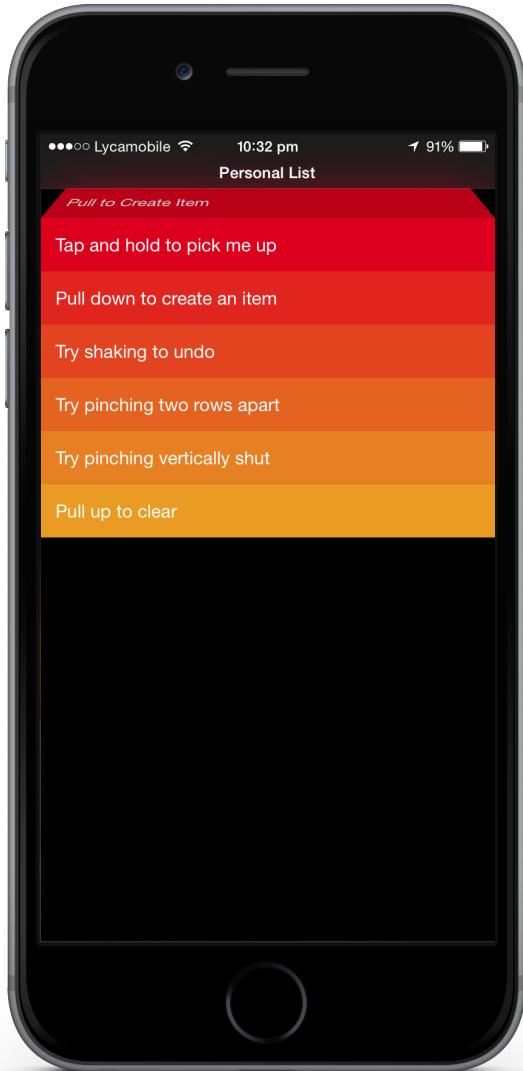 Lycamobile 10:32 pm 91%
Personal List
Pull to Create Item
Tap and hold to pick me up
Pull down to create an item
Try shaking to undo
Try pinching two rows apart
Try pinching vertically shut
Pull up to clear